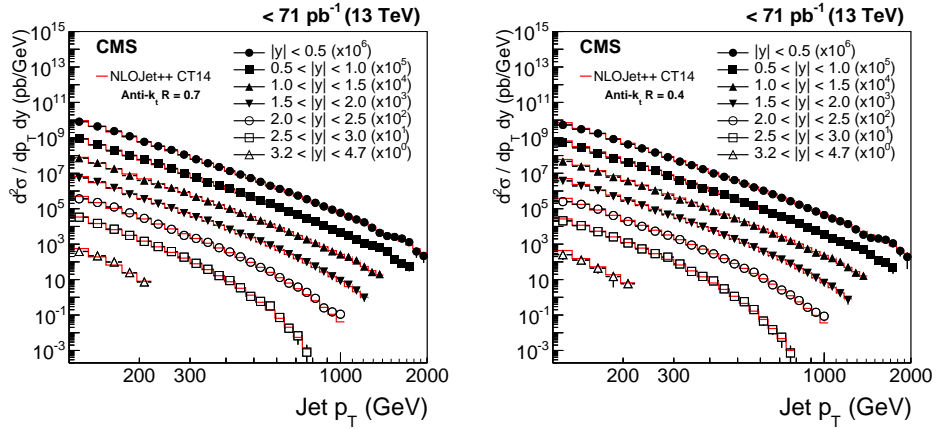 < 71 pb⁻¹ (13 TeV)
CMS
NLOJet++ CT14
Anti-k_t R = 0.7
|y| < 0.5 (x10⁶)
0.5 < |y| < 1.0 (x10⁵)
1.0 < |y| < 1.5 (x10⁴)
1.5 < |y| < 2.0 (x10³)
2.0 < |y| < 2.5 (x10²)
2.5 < |y| < 3.0 (x10¹)
3.2 < |y| < 4.7 (x10⁰)
d²σ / dp_T dy (pb/GeV)
10¹⁵
10¹³
10¹¹
10⁹
10⁷
10⁵
10³
10
10⁻¹
10⁻³
200
300
1000
2000
Jet p_T (GeV)
< 71 pb⁻¹ (13 TeV)
CMS
NLOJet++ CT14
Anti-k_t R = 0.4
|y| < 0.5 (x10⁶)
0.5 < |y| < 1.0 (x10⁵)
1.0 < |y| < 1.5 (x10⁴)
1.5 < |y| < 2.0 (x10³)
2.0 < |y| < 2.5 (x10²)
2.5 < |y| < 3.0 (x10¹)
3.2 < |y| < 4.7 (x10⁰)
d²σ / dp_T dy (pb/GeV)
10¹⁵
10¹³
10¹¹
10⁹
10⁷
10⁵
10³
10
10⁻¹
10⁻³
200
300
1000
2000
Jet p_T (GeV)